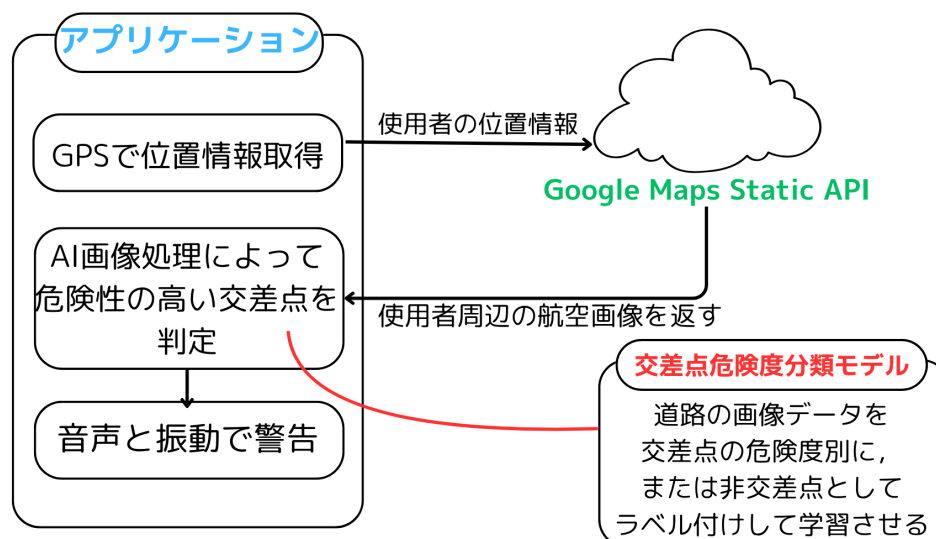 アプリケーション
GPSで位置情報取得
使用者の位置情報
Google Maps Static API
AI画像処理によって
危険性の高い交差点を
判定
使用者周辺の航空画像を返す
音声と振動で警告
交差点危険度分類モデル
道路の画像データを
交差点の危険度別に,
または非交差点として
ラベル付けして学習させる